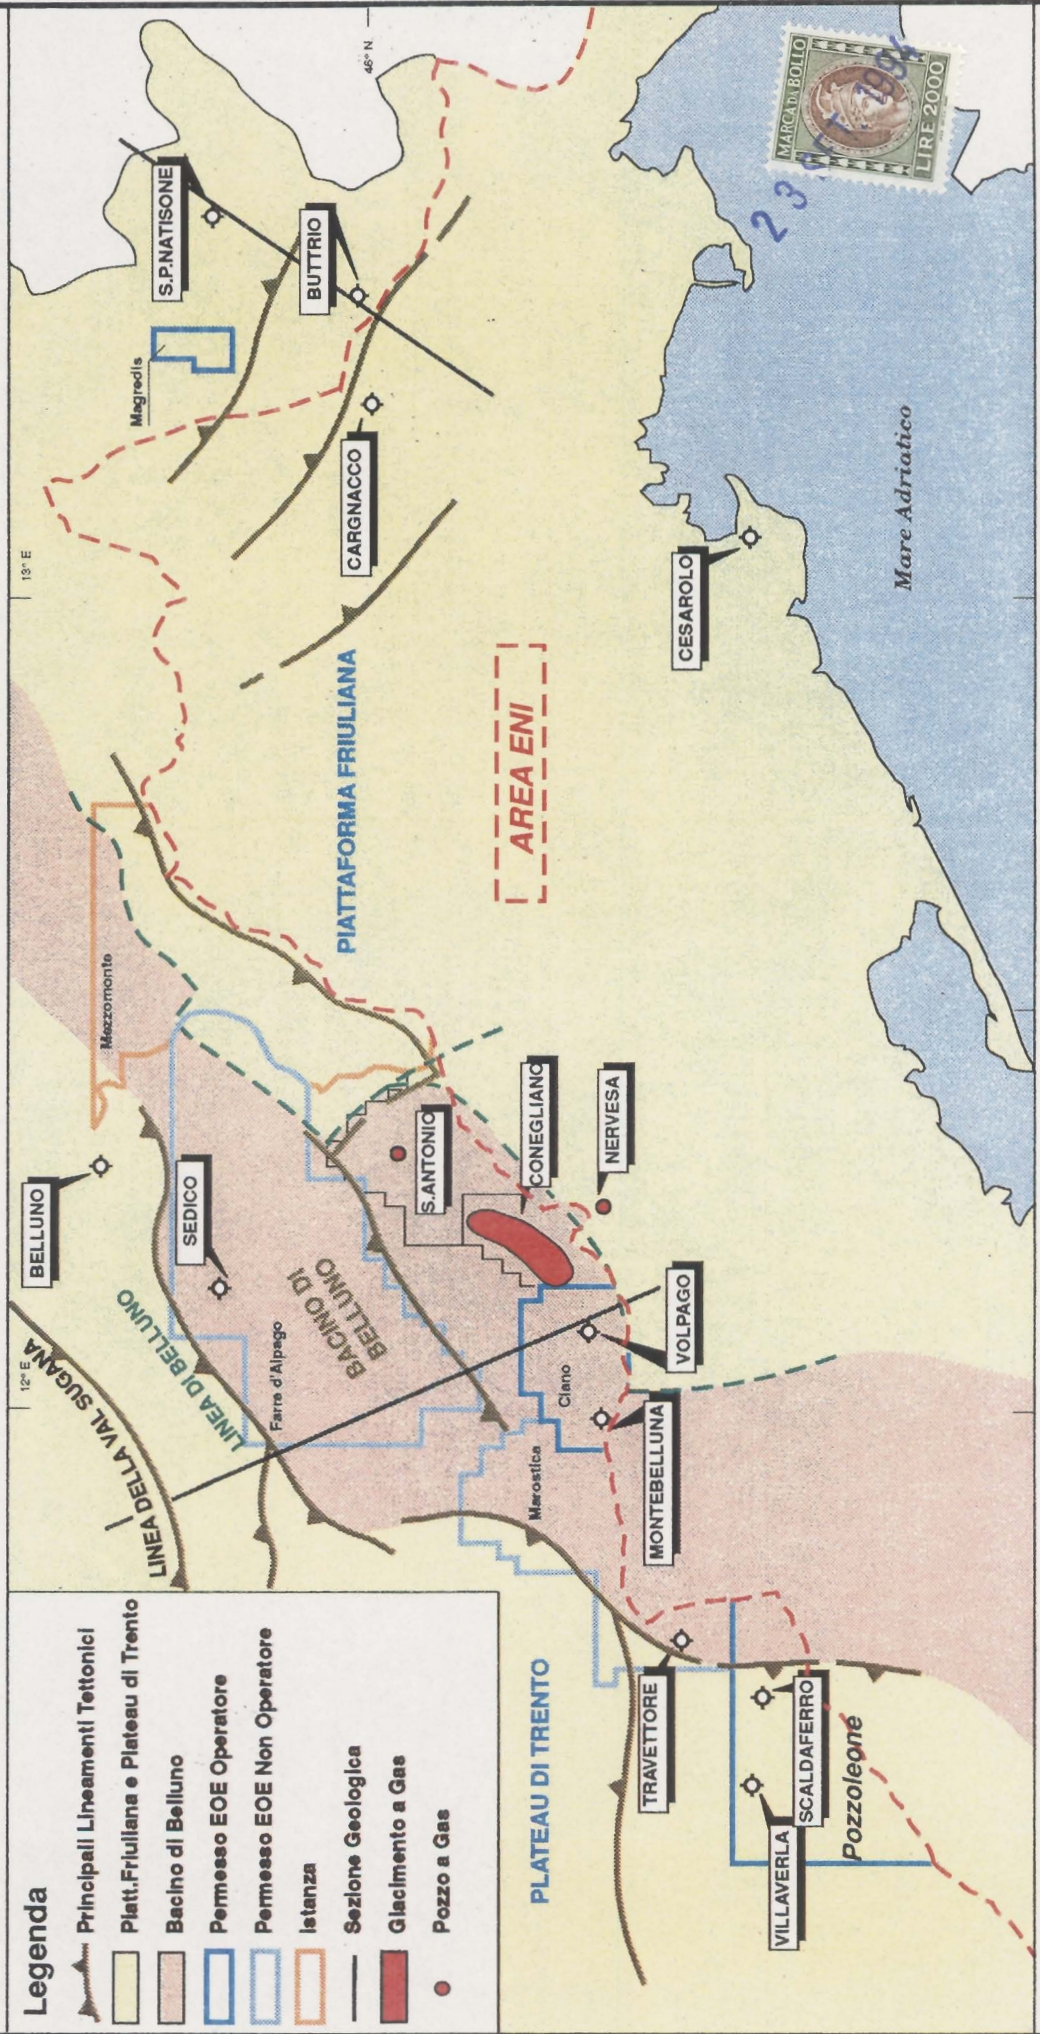 Legenda
Principali Lineamenti Tettonici
Piatt.Friuliana e Plateau di Trento
Bacino di Belluno
Permesso EOE Operatore
Permesso EOE Non Operatore
Istanza
Sezione Geologica
Giacimento a Gas
Pozzo a Gas
12° E
13° E
46° N
LINEA DELLA VAL SUGANA
LINEA DI BELLUNO
LINEA
BELLUNO
SEDICO
Mezzomonte
Magredis
S.P.NATISONE
BUTTRIO
CARGNACCO
Farra d'Alpago
BACINO DI
BELLUNO
S.ANTONIO
PIATTAFORMA FRIULIANA
CONEGLIANO
NERVESA
AREA ENI
Marostica
Ciano
MONTEBELLUNA
VOLPAGO
CESAROLO
PLATEAU DI TRENTO
TRAVETTORE
VILLAVERLA
SCALDAFERRO
Pozzoleone
Mare Adriatico
MARCA DA BOLLO
LIRE 2000